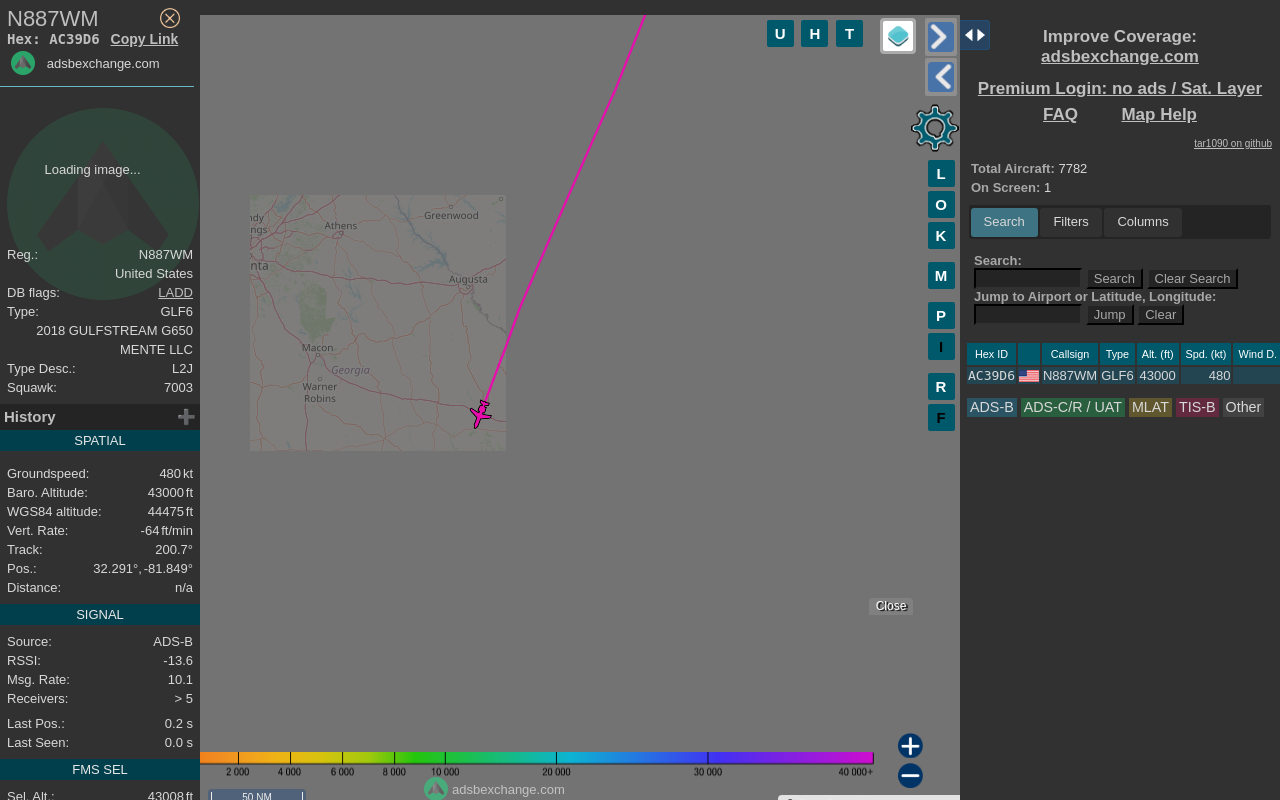 N887WM
Hex: AC39D6 Copy Link
adsbexchange.com
Loading image...
Reg.: N887WM
United States
DB flags: LADD
Type: GLF6
2018 GULFSTREAM G650
MENTE LLC
Type Desc.: L2J
Squawk: 7003
History
SPATIAL
Groundspeed: 480 kt
Baro. Altitude: 43000 ft
WGS84 altitude: 44475 ft
Vert. Rate: -64 ft/min
Track: 200.7°
Pos.: 32.291°, -81.849°
Distance: n/a
SIGNAL
Source: ADS-B
RSSI: -13.6
Msg. Rate: 10.1
Receivers: > 5
Last Pos.: 0.2 s
Last Seen: 0.0 s
FMS SEL
Sel. Alt.: 43008 ft
U H T
L
O
K
M
P
I
R
F
Greenwood
Athens
Augusta
Macon
Georgia
Warner
Robins
Close
2 000 4 000 6 000 8 000 10 000 20 000 30 000 40 000+
adsbexchange.com
50 NM
Improve Coverage:
adsbexchange.com
Premium Login: no ads / Sat. Layer
FAQ Map Help
tar1090 on github
Total Aircraft: 7782
On Screen: 1
Search Filters Columns
Search:
Search Clear Search
Jump to Airport or Latitude, Longitude:
Jump Clear
Hex ID Callsign Type Alt. (ft) Spd. (kt) Wind D.
AC39D6 N887WM GLF6 43000 480
ADS-B ADS-C/R / UAT MLAT TIS-B Other